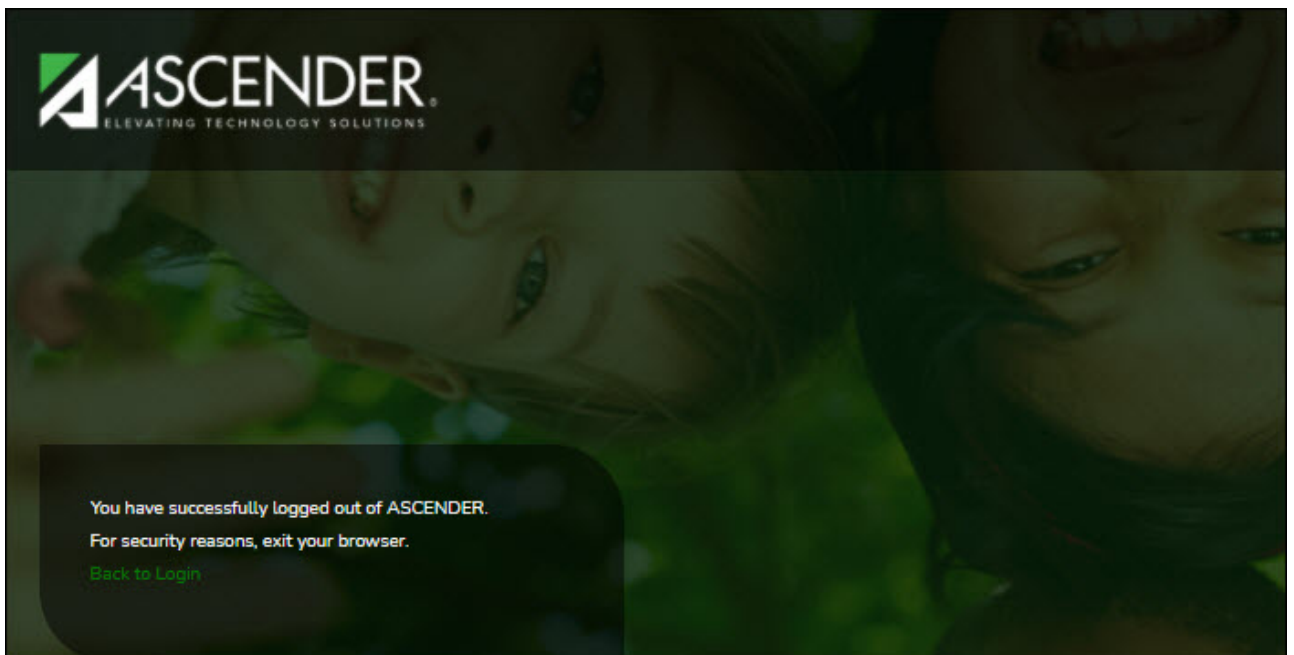 ASCENDER®
ELEVATING TECHNOLOGY SOLUTIONS
You have successfully logged out of ASCENDER.
For security reasons, exit your browser.
Back to Login